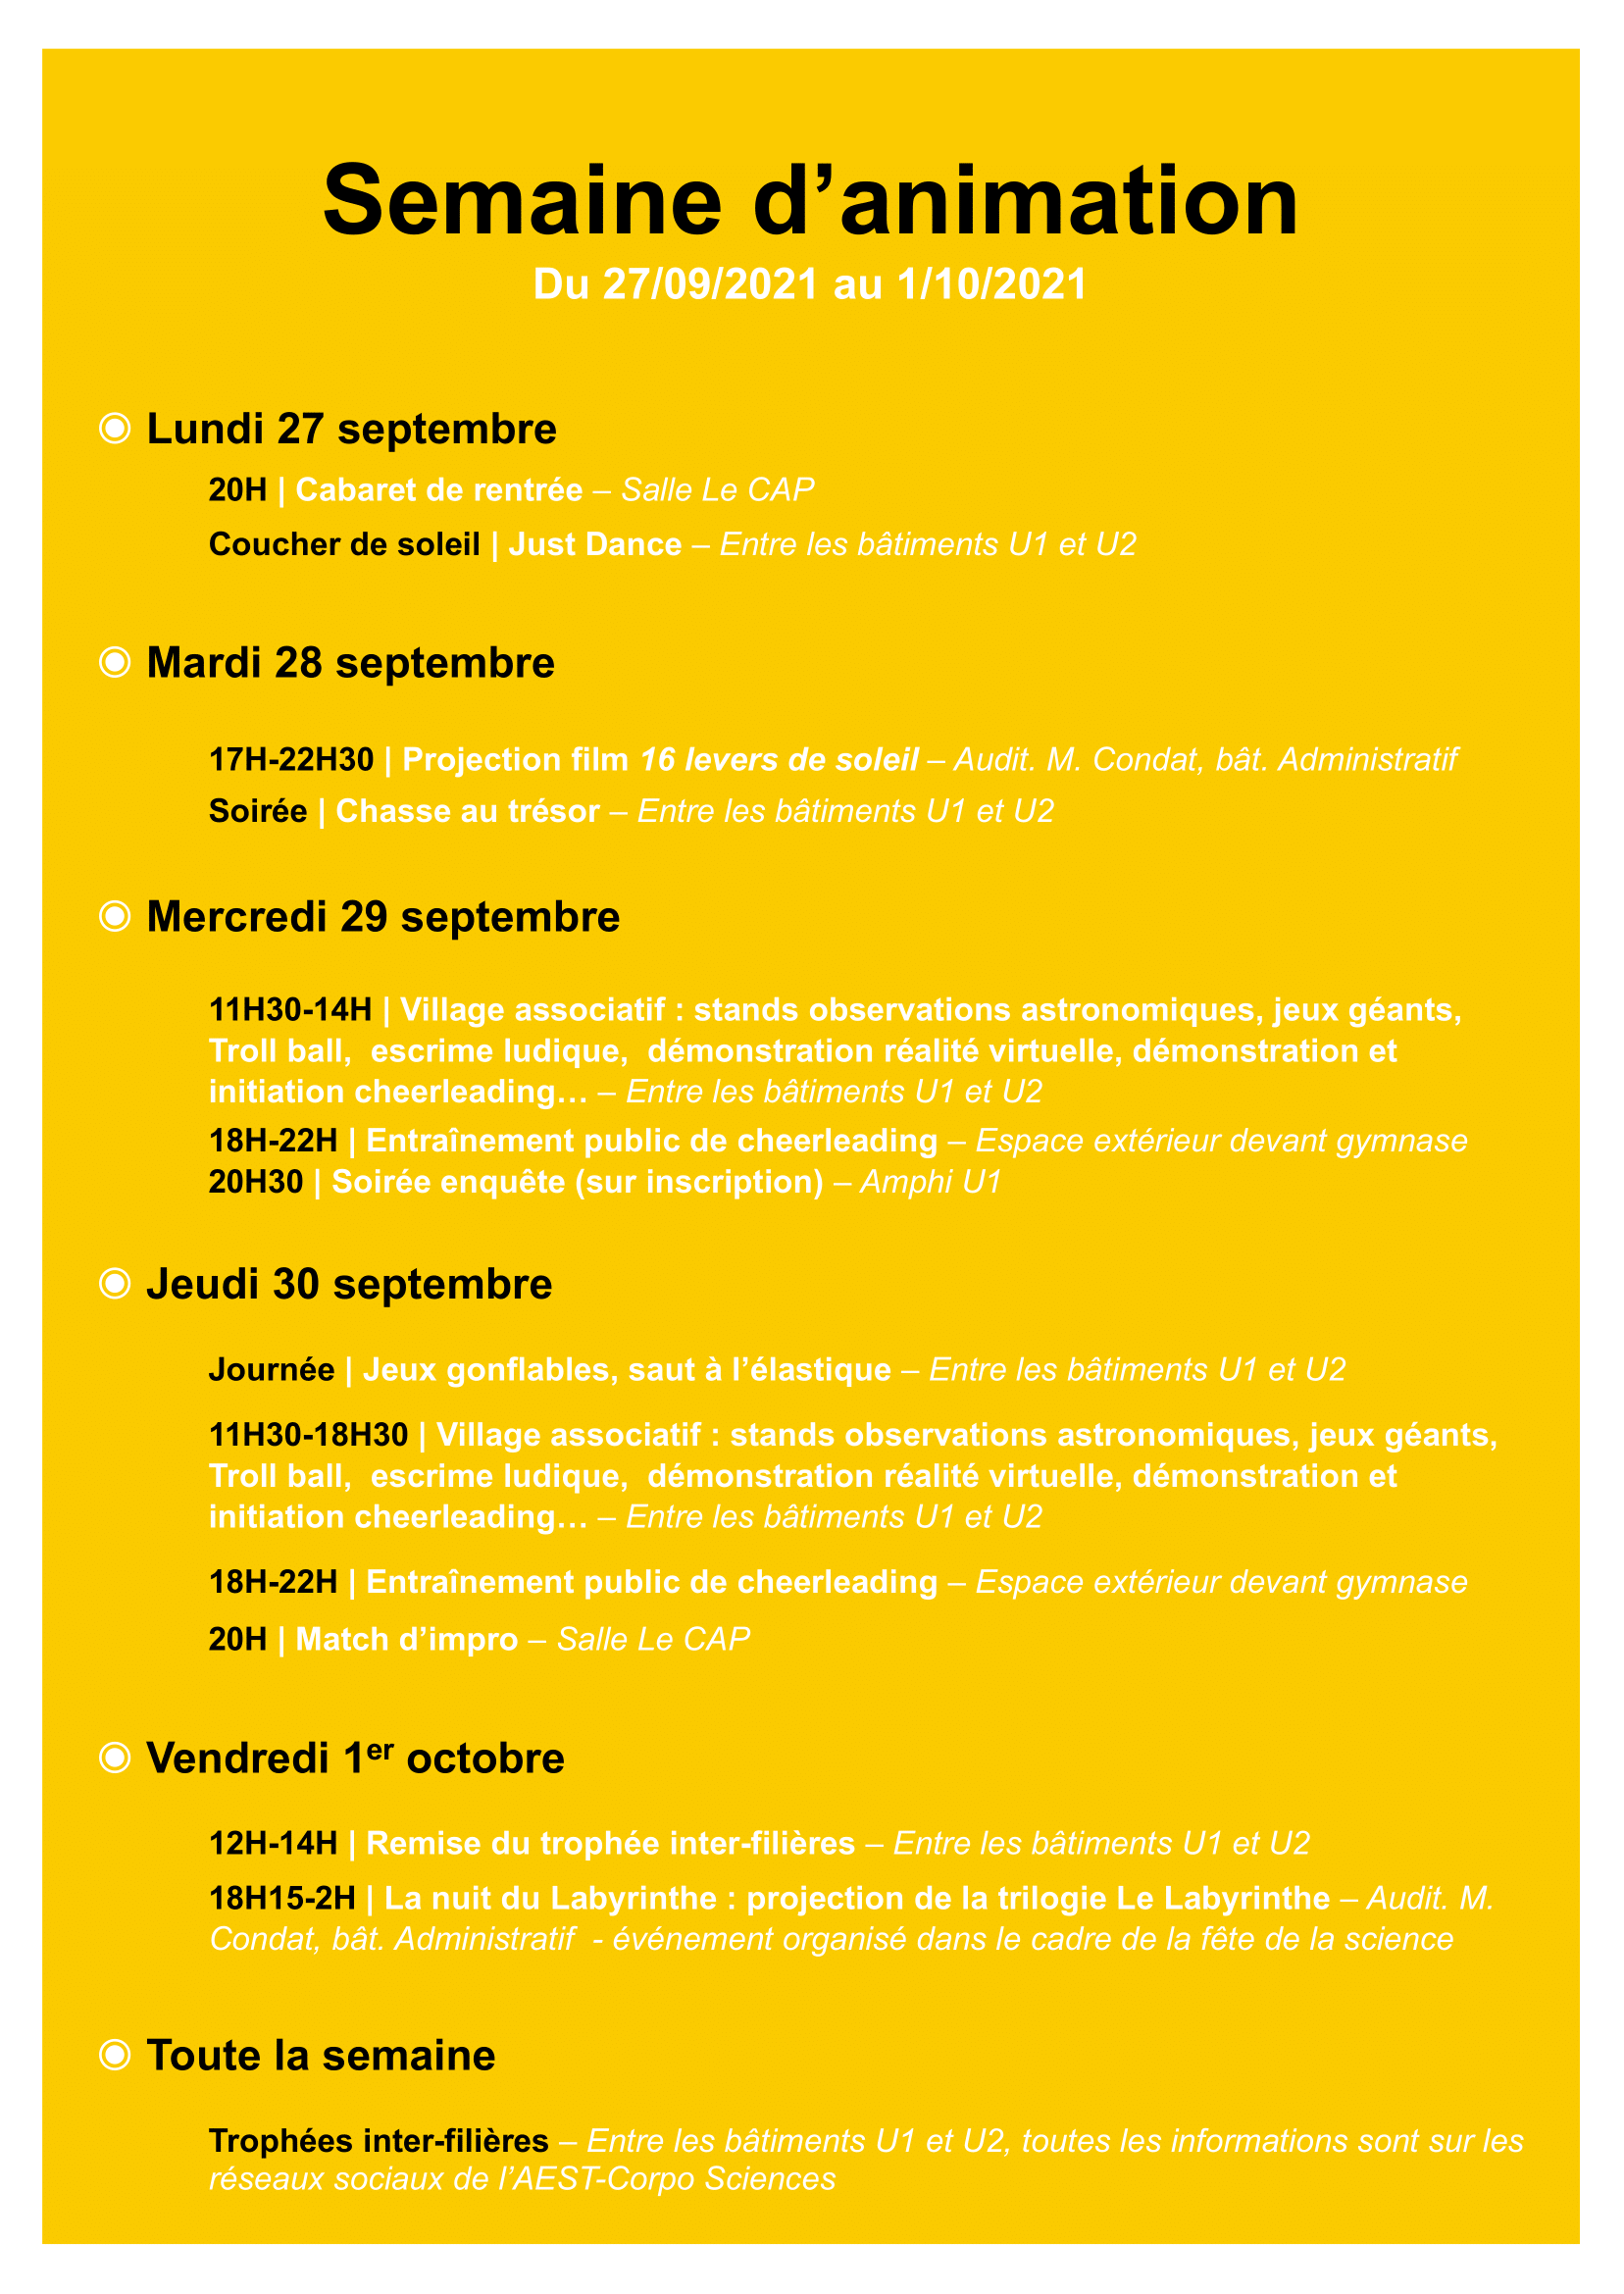 Semaine d’animation
Du 27/09/2021 au 1/10/2021
Lundi 27 septembre
20H | Cabaret de rentrée – Salle Le CAP
Coucher de soleil | Just Dance – Entre les bâtiments U1 et U2
Mardi 28 septembre
17H-22H30 | Projection film 16 levers de soleil – Audit. M. Condat, bât. Administratif
Soirée | Chasse au trésor – Entre les bâtiments U1 et U2
Mercredi 29 septembre
11H30-14H | Village associatif : stands observations astronomiques, jeux géants,
Troll ball,  escrime ludique,  démonstration réalité virtuelle, démonstration et
initiation cheerleading… – Entre les bâtiments U1 et U2
18H-22H | Entraînement public de cheerleading – Espace extérieur devant gymnase
20H30 | Soirée enquête (sur inscription) – Amphi U1
Jeudi 30 septembre
Journée | Jeux gonflables, saut à l’élastique – Entre les bâtiments U1 et U2
11H30-18H30 | Village associatif : stands observations astronomiques, jeux géants,
Troll ball,  escrime ludique,  démonstration réalité virtuelle, démonstration et
initiation cheerleading… – Entre les bâtiments U1 et U2
18H-22H | Entraînement public de cheerleading – Espace extérieur devant gymnase
20H | Match d’impro – Salle Le CAP
Vendredi 1er octobre
12H-14H | Remise du trophée inter-filières – Entre les bâtiments U1 et U2
18H15-2H | La nuit du Labyrinthe : projection de la trilogie Le Labyrinthe – Audit. M.
Condat, bât. Administratif  - événement organisé dans le cadre de la fête de la science
Toute la semaine
Trophées inter-filières – Entre les bâtiments U1 et U2, toutes les informations sont sur les
réseaux sociaux de l’AEST-Corpo Sciences